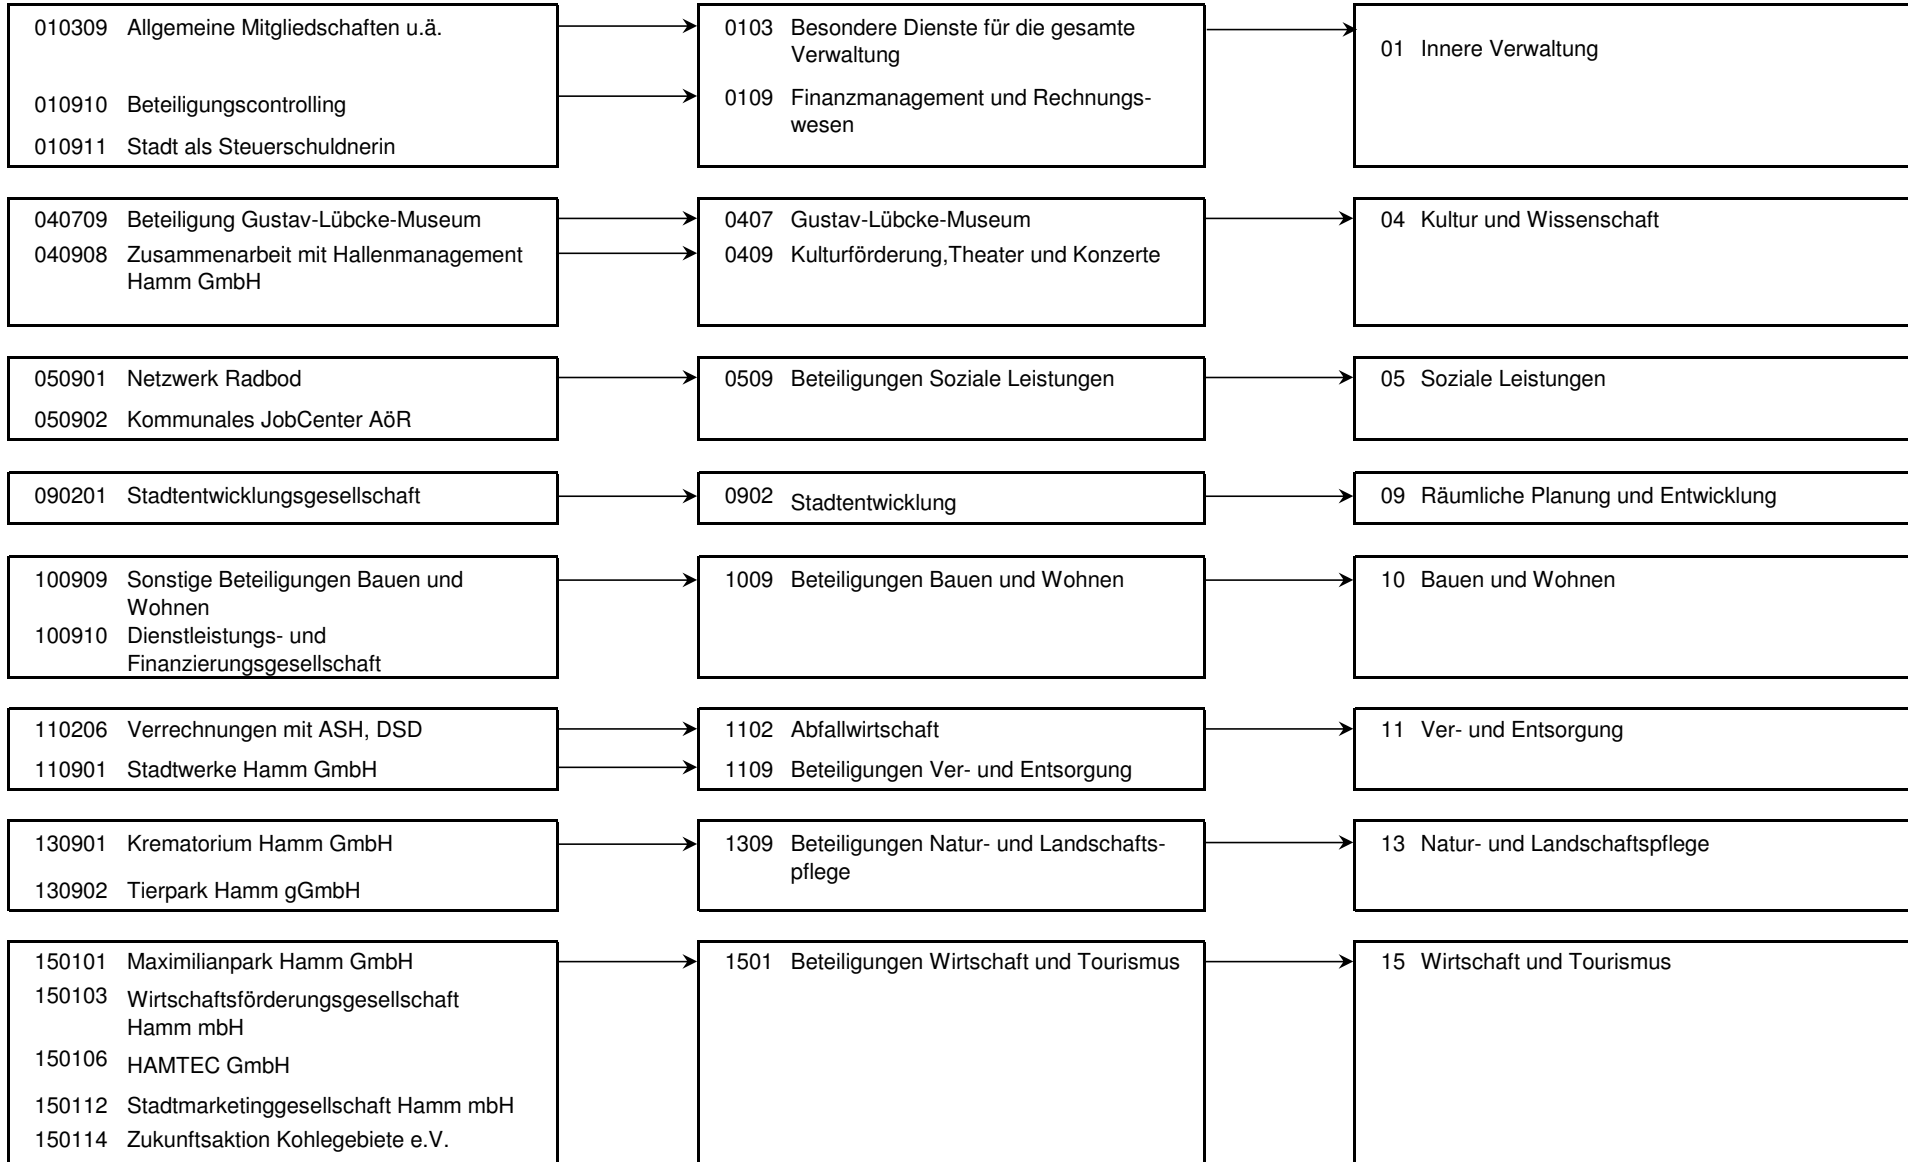 010309 Allgemeine Mitgliedschaften u.ä.
0103 Besondere Dienste für die gesamte
Verwaltung
01 Innere Verwaltung
010910 Beteiligungscontrolling
0109 Finanzmanagement und Rechnungs-
wesen
010911 Stadt als Steuerschuldnerin
040709 Beteiligung Gustav-Lübcke-Museum
0407 Gustav-Lübcke-Museum
04 Kultur und Wissenschaft
040908 Zusammenarbeit mit Hallenmanagement
Hamm GmbH
0409 Kulturförderung,Theater und Konzerte
050901 Netzwerk Radbod
0509 Beteiligungen Soziale Leistungen
05 Soziale Leistungen
050902 Kommunales JobCenter AöR
090201 Stadtentwicklungsgesellschaft
0902 Stadtentwicklung
09 Räumliche Planung und Entwicklung
100909 Sonstige Beteiligungen Bauen und
Wohnen
1009 Beteiligungen Bauen und Wohnen
10 Bauen und Wohnen
100910 Dienstleistungs- und
Finanzierungsgesellschaft
110206 Verrechnungen mit ASH, DSD
1102 Abfallwirtschaft
11 Ver- und Entsorgung
110901 Stadtwerke Hamm GmbH
1109 Beteiligungen Ver- und Entsorgung
130901 Krematorium Hamm GmbH
1309 Beteiligungen Natur- und Landschafts-
pflege
13 Natur- und Landschaftspflege
130902 Tierpark Hamm gGmbH
150101 Maximilianpark Hamm GmbH
1501 Beteiligungen Wirtschaft und Tourismus
15 Wirtschaft und Tourismus
150103 Wirtschaftsförderungsgesellschaft
Hamm mbH
150106 HAMTEC GmbH
150112 Stadtmarketinggesellschaft Hamm mbH
150114 Zukunftsaktion Kohlegebiete e.V.